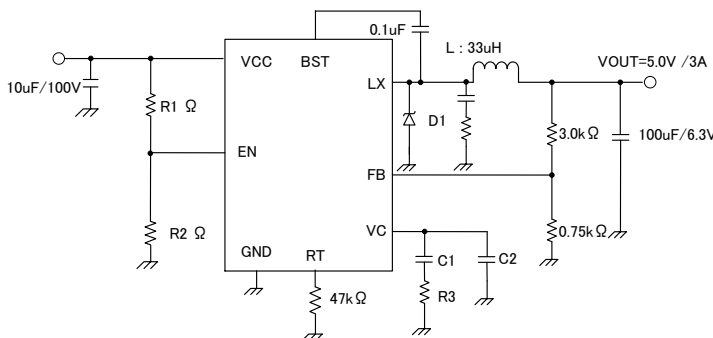 0.1uF
L : 33uH
VCC
BST
VOUT=5.0V /3A
LX
10uF/100V
R1 Ω
D1
3.0kΩ
100uF/6.3V
EN
FB
R2 Ω
VC
0.75kΩ
GND
RT
C1
C2
47kΩ
R3